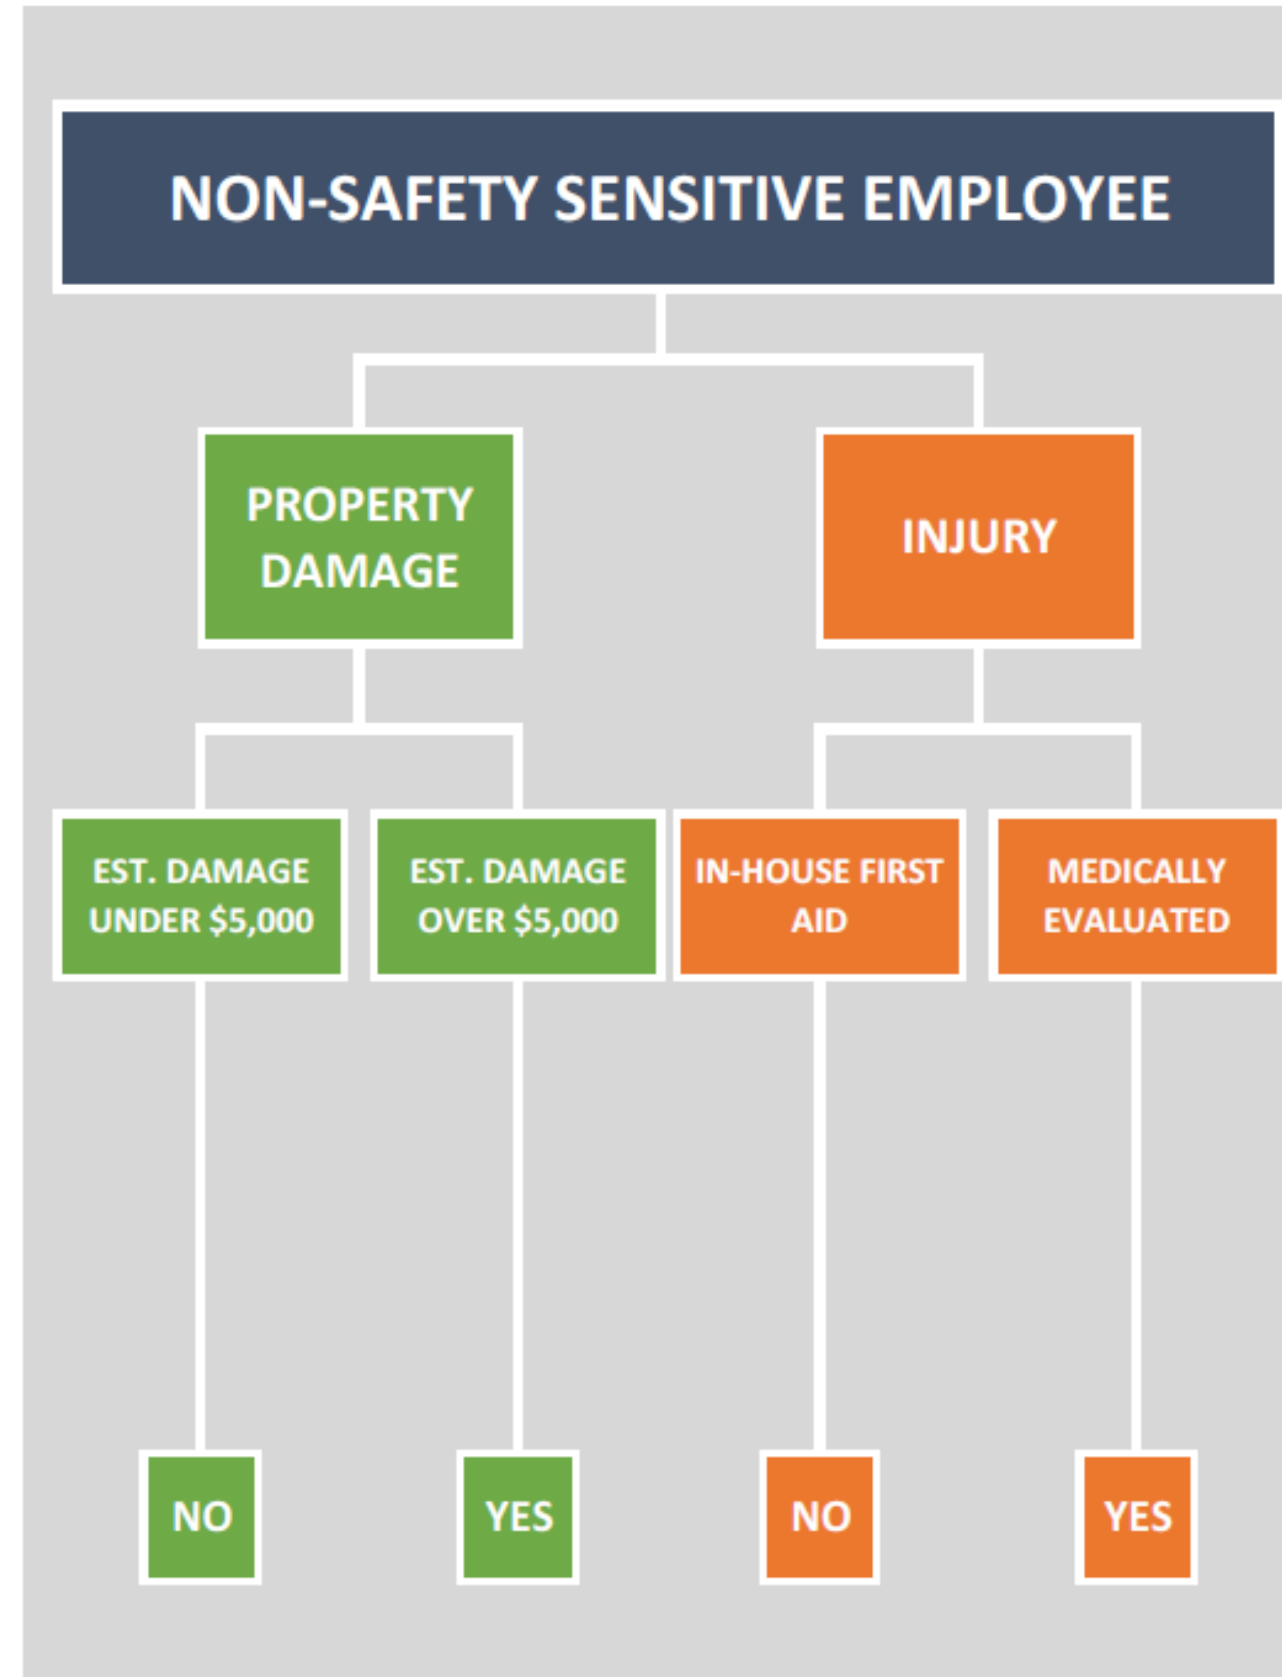 NON-SAFETY SENSITIVE EMPLOYEE
PROPERTY
DAMAGE
INJURY
EST. DAMAGE
UNDER $5,000
EST. DAMAGE
OVER $5,000
IN-HOUSE FIRST
AID
MEDICALLY
EVALUATED
NO
YES
NO
YES